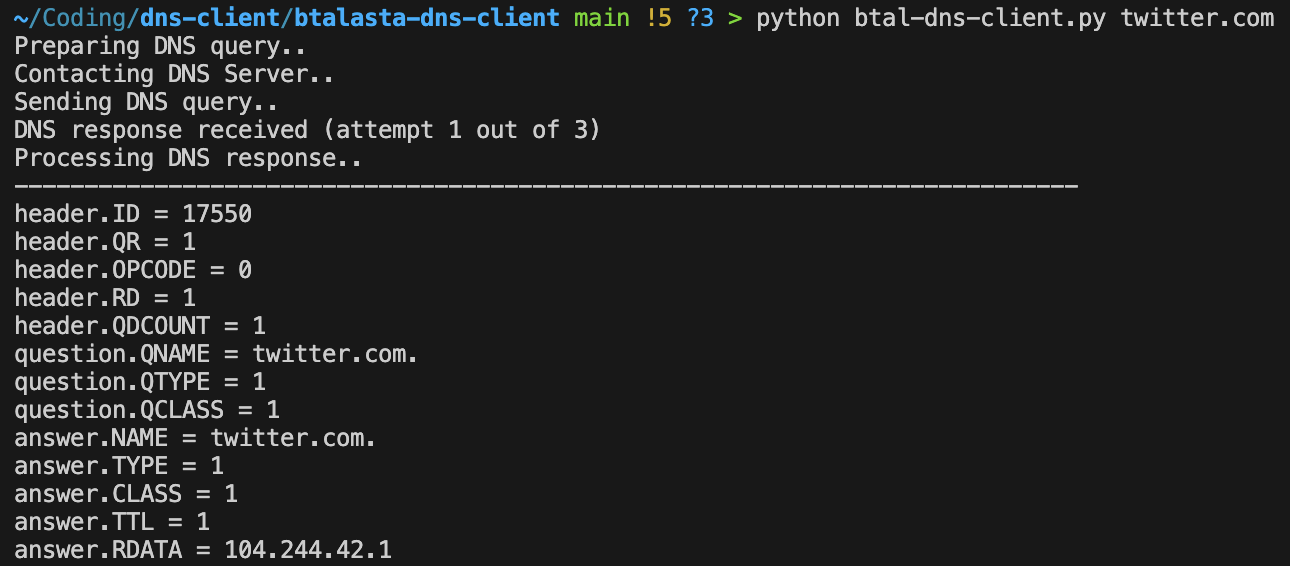 ~/Coding/dns-client/btalasta-dns-client main !5 ?3 > python btal-dns-client.py twitter.com
Preparing DNS query..
Contacting DNS Server..
Sending DNS query..
DNS response received (attempt 1 out of 3)
Processing DNS response..
----------------------------------------------------------------------------
header.ID = 17550
header.QR = 1
header.OPCODE = 0
header.RD = 1
header.QDCOUNT = 1
question.QNAME = twitter.com.
question.QTYPE = 1
question.QCLASS = 1
answer.NAME = twitter.com.
answer.TYPE = 1
answer.CLASS = 1
answer.TTL = 1
answer.RDATA = 104.244.42.1